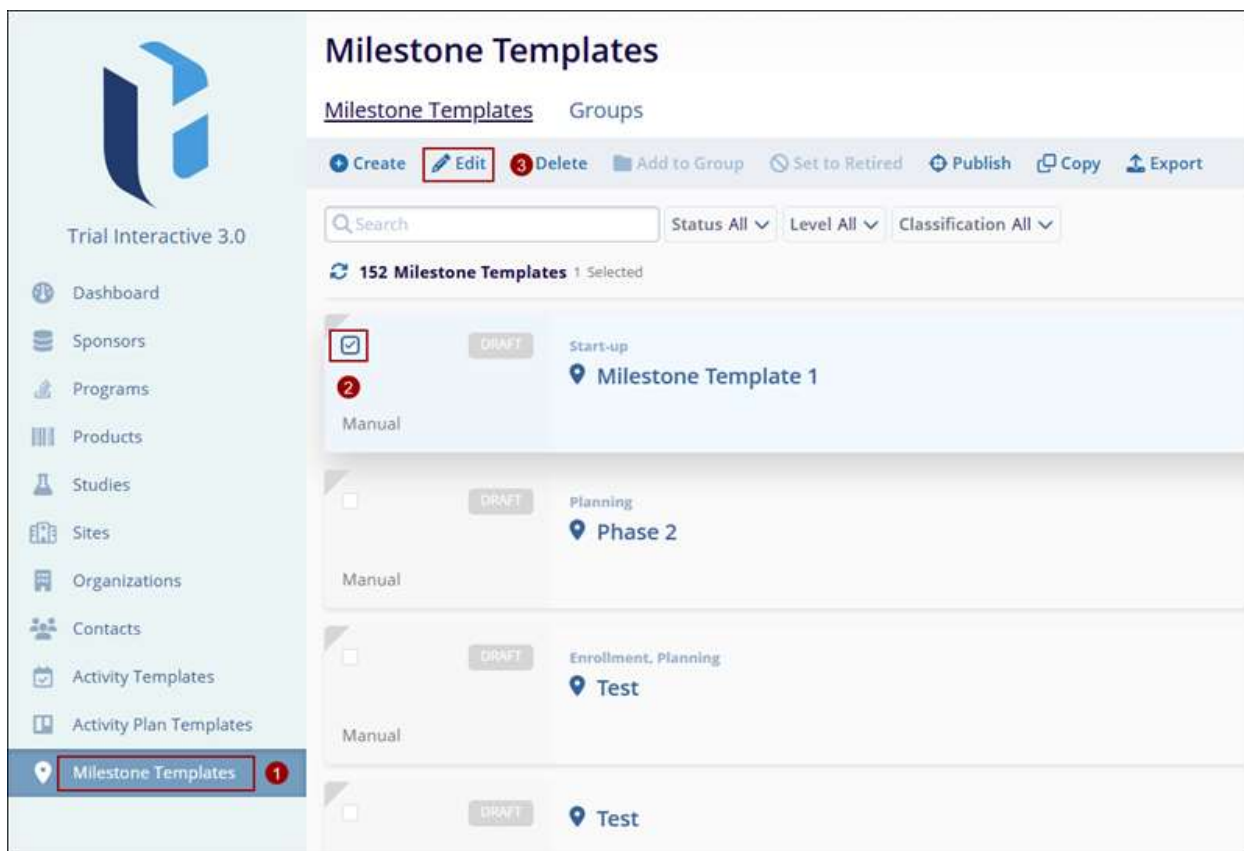 Milestone Templates
Milestone Templates Groups
Create Edit 3 Delete Add to Group Set to Retired Publish Copy Export
Search Status All Level All Classification All
152 Milestone Templates 1 Selected
Trial Interactive 3.0
Dashboard
Sponsors
Programs
Products
Studies
Sites
Organizations
Contacts
Activity Templates
Activity Plan Templates
Milestone Templates 1
DRAFT Start-up
Milestone Template 1
2
Manual
DRAFT Planning
Phase 2
Manual
DRAFT Enrollment, Planning
Test
Manual
DRAFT Test